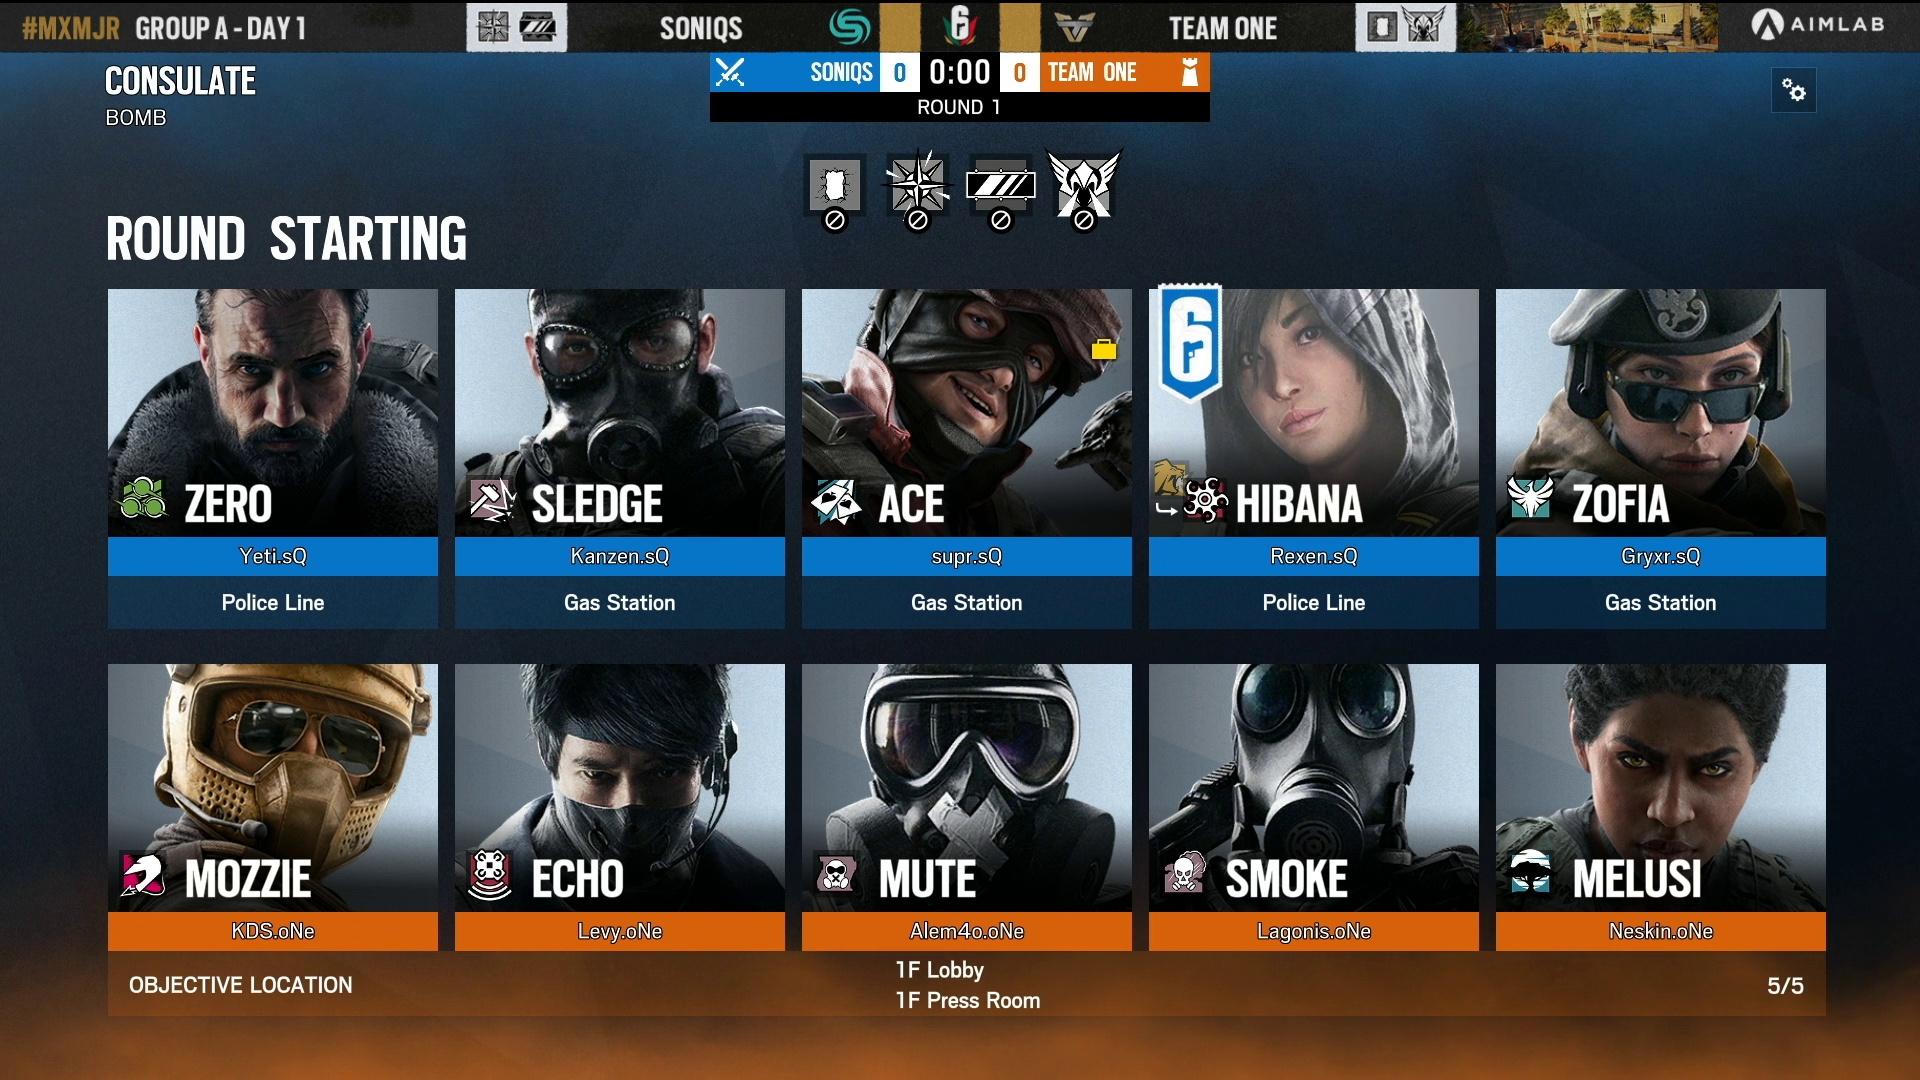 #MXMJR GROUP A - DAY 1
SONIQS
6
TEAM ONE
AIMLAB
CONSULATE
BOMB
SONIQS 0 0:00 0 TEAM ONE
ROUND 1
ROUND STARTING
6
ZERO
SLEDGE
ACE
HIBANA
ZOFIA
Yeti.sQ
Kanzen.sQ
supr.sQ
Rexen.sQ
Gryxr.sQ
Police Line
Gas Station
Gas Station
Police Line
Gas Station
MOZZIE
ECHO
MUTE
SMOKE
MELUSI
KDS.oNe
Levy.oNe
Alem4o.oNe
Lagonis.oNe
Neskin.oNe
OBJECTIVE LOCATION
1F Lobby
1F Press Room
5/5